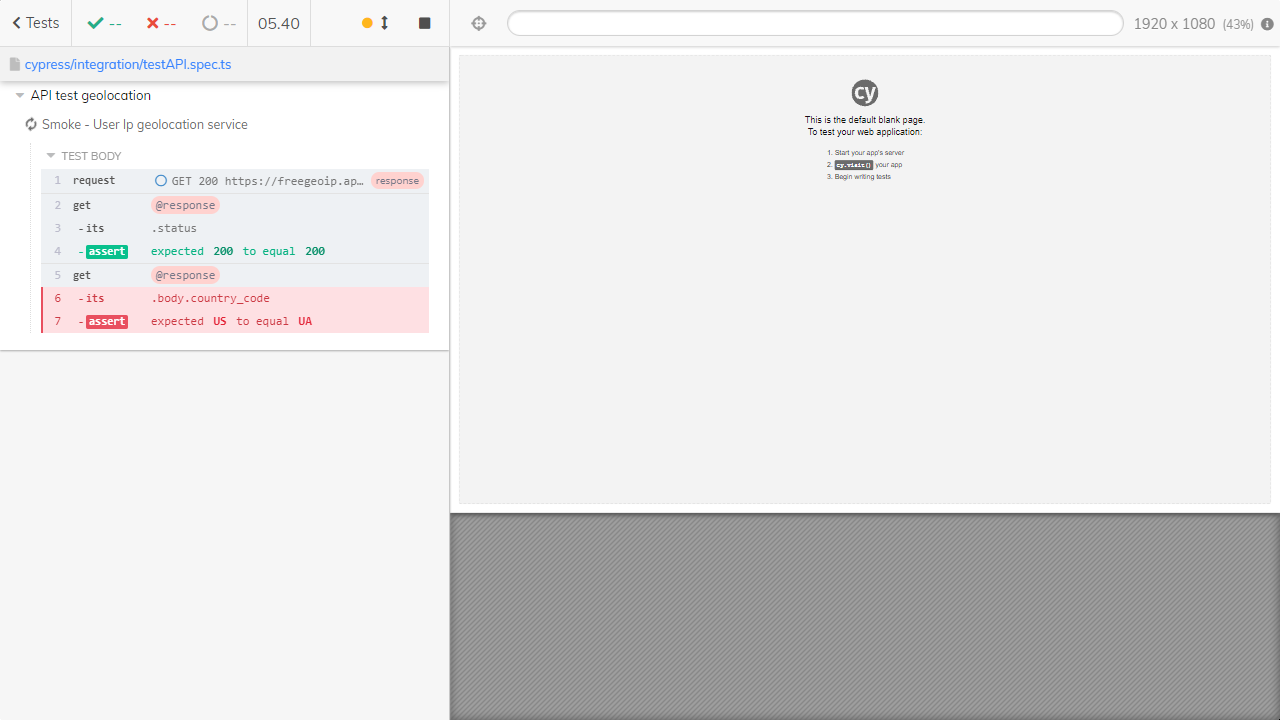 Tests
--
--
--
05.40
1920 x 1080 (43%)
cypress/integration/testAPI.spec.ts
API test geolocation
Smoke - User Ip geolocation service
TEST BODY
1 request GET 200 https://freegeoip.ap… response
2 get @response
3 - its .status
4 - assert expected 200 to equal 200
5 get @response
6 - its .body.country_code
7 - assert expected US to equal UA
cy
This is the default blank page.
To test your web application:
1. Start your app's server
2. cy.visit() your app
3. Begin writing tests